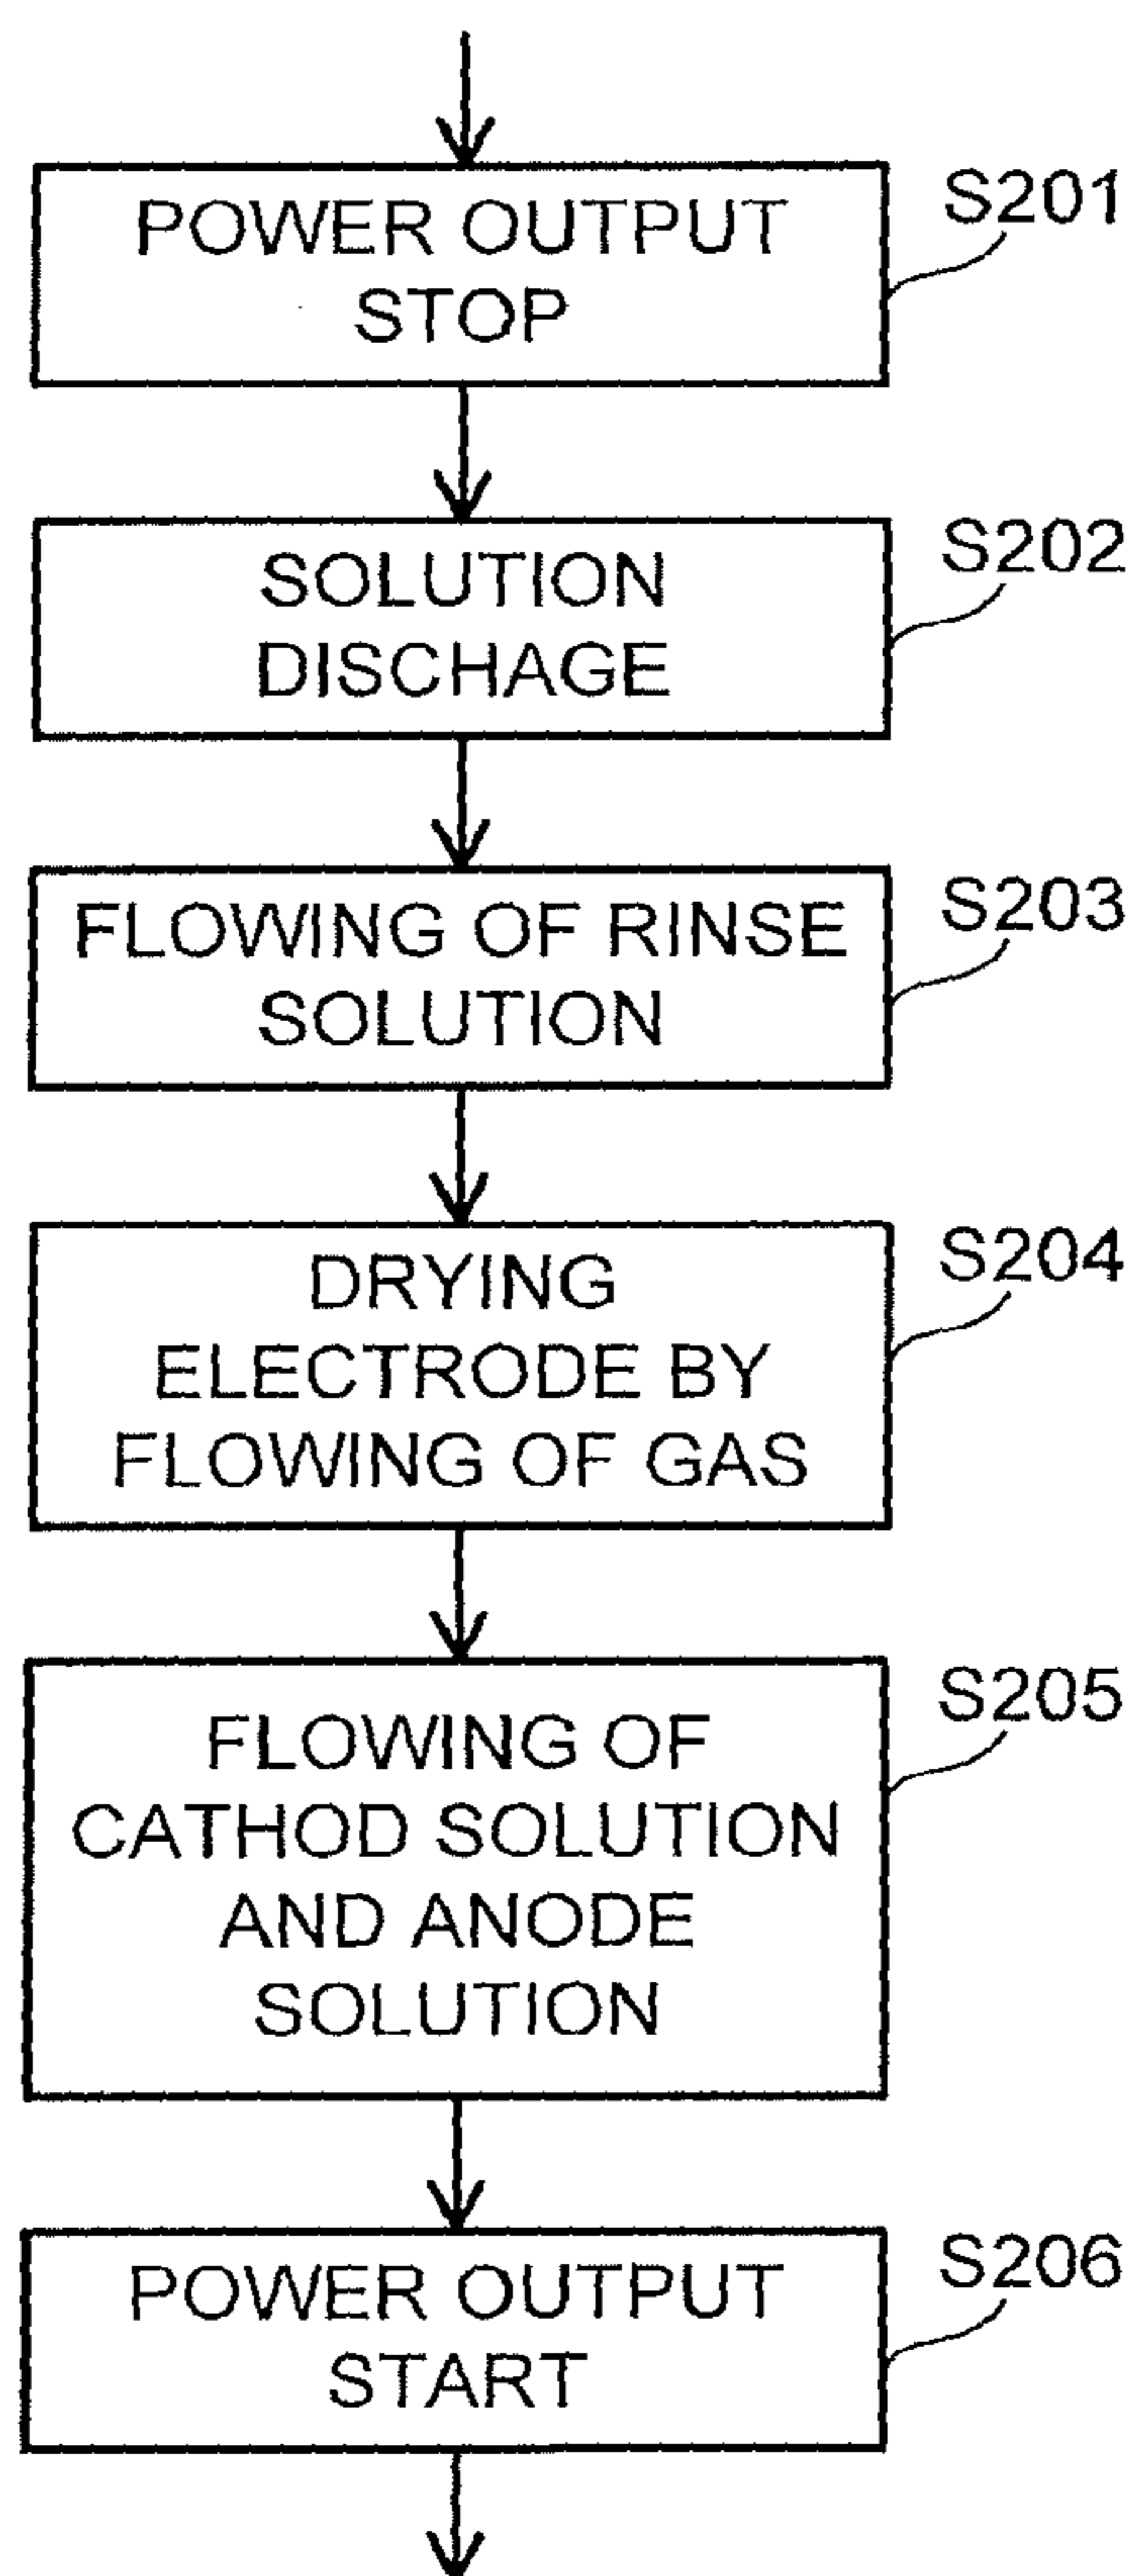 POWER OUTPUT
STOP
S201
SOLUTION
DISCHAGE
S202
FLOWING OF RINSE
SOLUTION
S203
DRYING
ELECTRODE BY
FLOWING OF GAS
S204
FLOWING OF
CATHOD SOLUTION
AND ANODE
SOLUTION
S205
POWER OUTPUT
START
S206